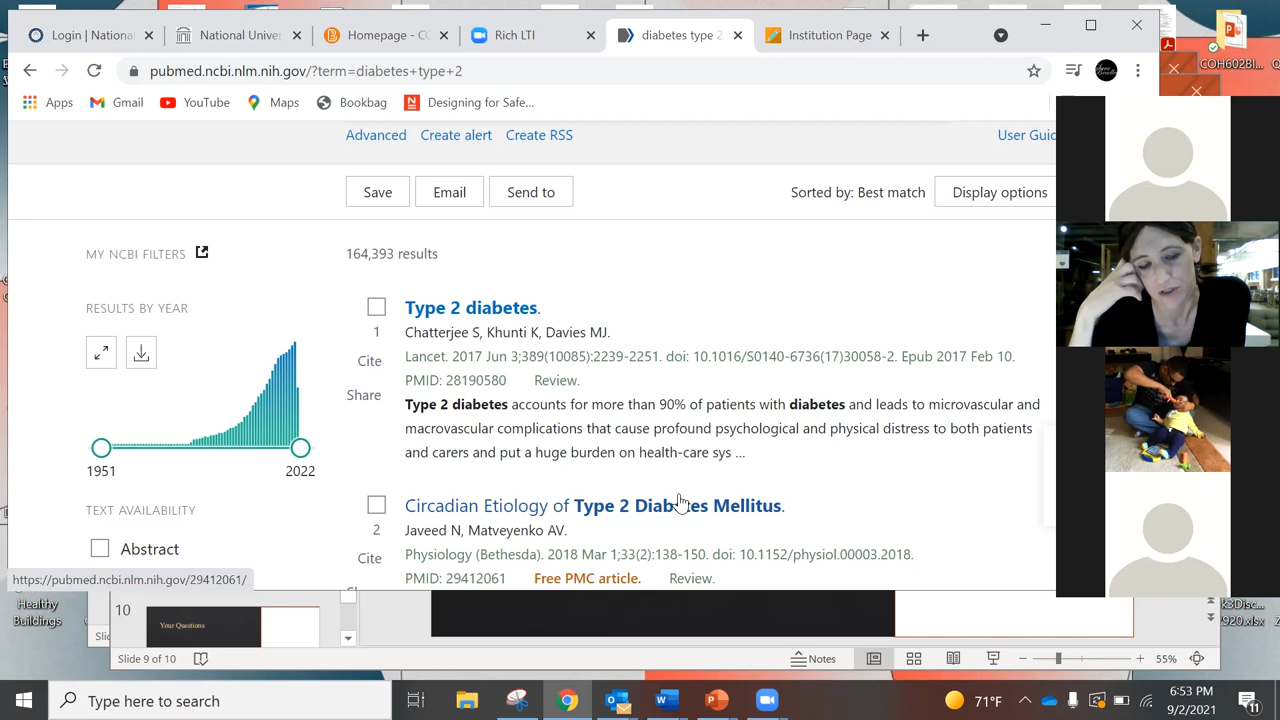 Login | Nationa
National Univer
Homepage - CO
Rich LTI
diabetes type 2
Institution Page
COH602BI...
pubmed.ncbi.nlm.nih.gov/?term=diabetes+type+2
Apps
Gmail
YouTube
Maps
Bookbag
Designing for Safe...
Advanced
Create alert
Create RSS
User Guid
Save
Email
Send to
Sorted by: Best match
Display options
MY NCBI FILTERS
164,393 results
RESULTS BY YEAR
Type 2 diabetes.
1
Chatterjee S, Khunti K, Davies MJ.
Cite
Lancet. 2017 Jun 3;389(10085):2239-2251. doi: 10.1016/S0140-6736(17)30058-2. Epub 2017 Feb 10.
PMID: 28190580 Review.
Share
Type 2 diabetes accounts for more than 90% of patients with diabetes and leads to microvascular and
macrovascular complications that cause profound psychological and physical distress to both patients
and carers and put a huge burden on health-care sys ...
1951
2022
TEXT AVAILABILITY
Circadian Etiology of Type 2 Diabetes Mellitus.
2
Javeed N, Matveyenko AV.
Abstract
Cite
Physiology (Bethesda). 2018 Mar 1;33(2):138-150. doi: 10.1152/physiol.00003.2018.
PMID: 29412061 Free PMC article. Review.
https://pubmed.ncbi.nlm.nih.gov/29412061/
Healthy
Buildings
10
Your Questions
k3Disc...
920.xlsx
Slide 9 of 10
Notes
55%
Type here to search
71°F
6:53 PM
9/2/2021
11